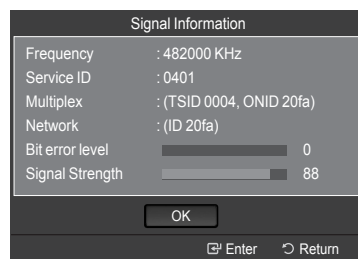 Signal Information
Frequency : 482000 KHz
Service ID : 0401
Multiplex : (TSID 0004, ONID 20fa)
Network : (ID 20fa)
Bit error level 0
Signal Strength 88
OK
Enter Return